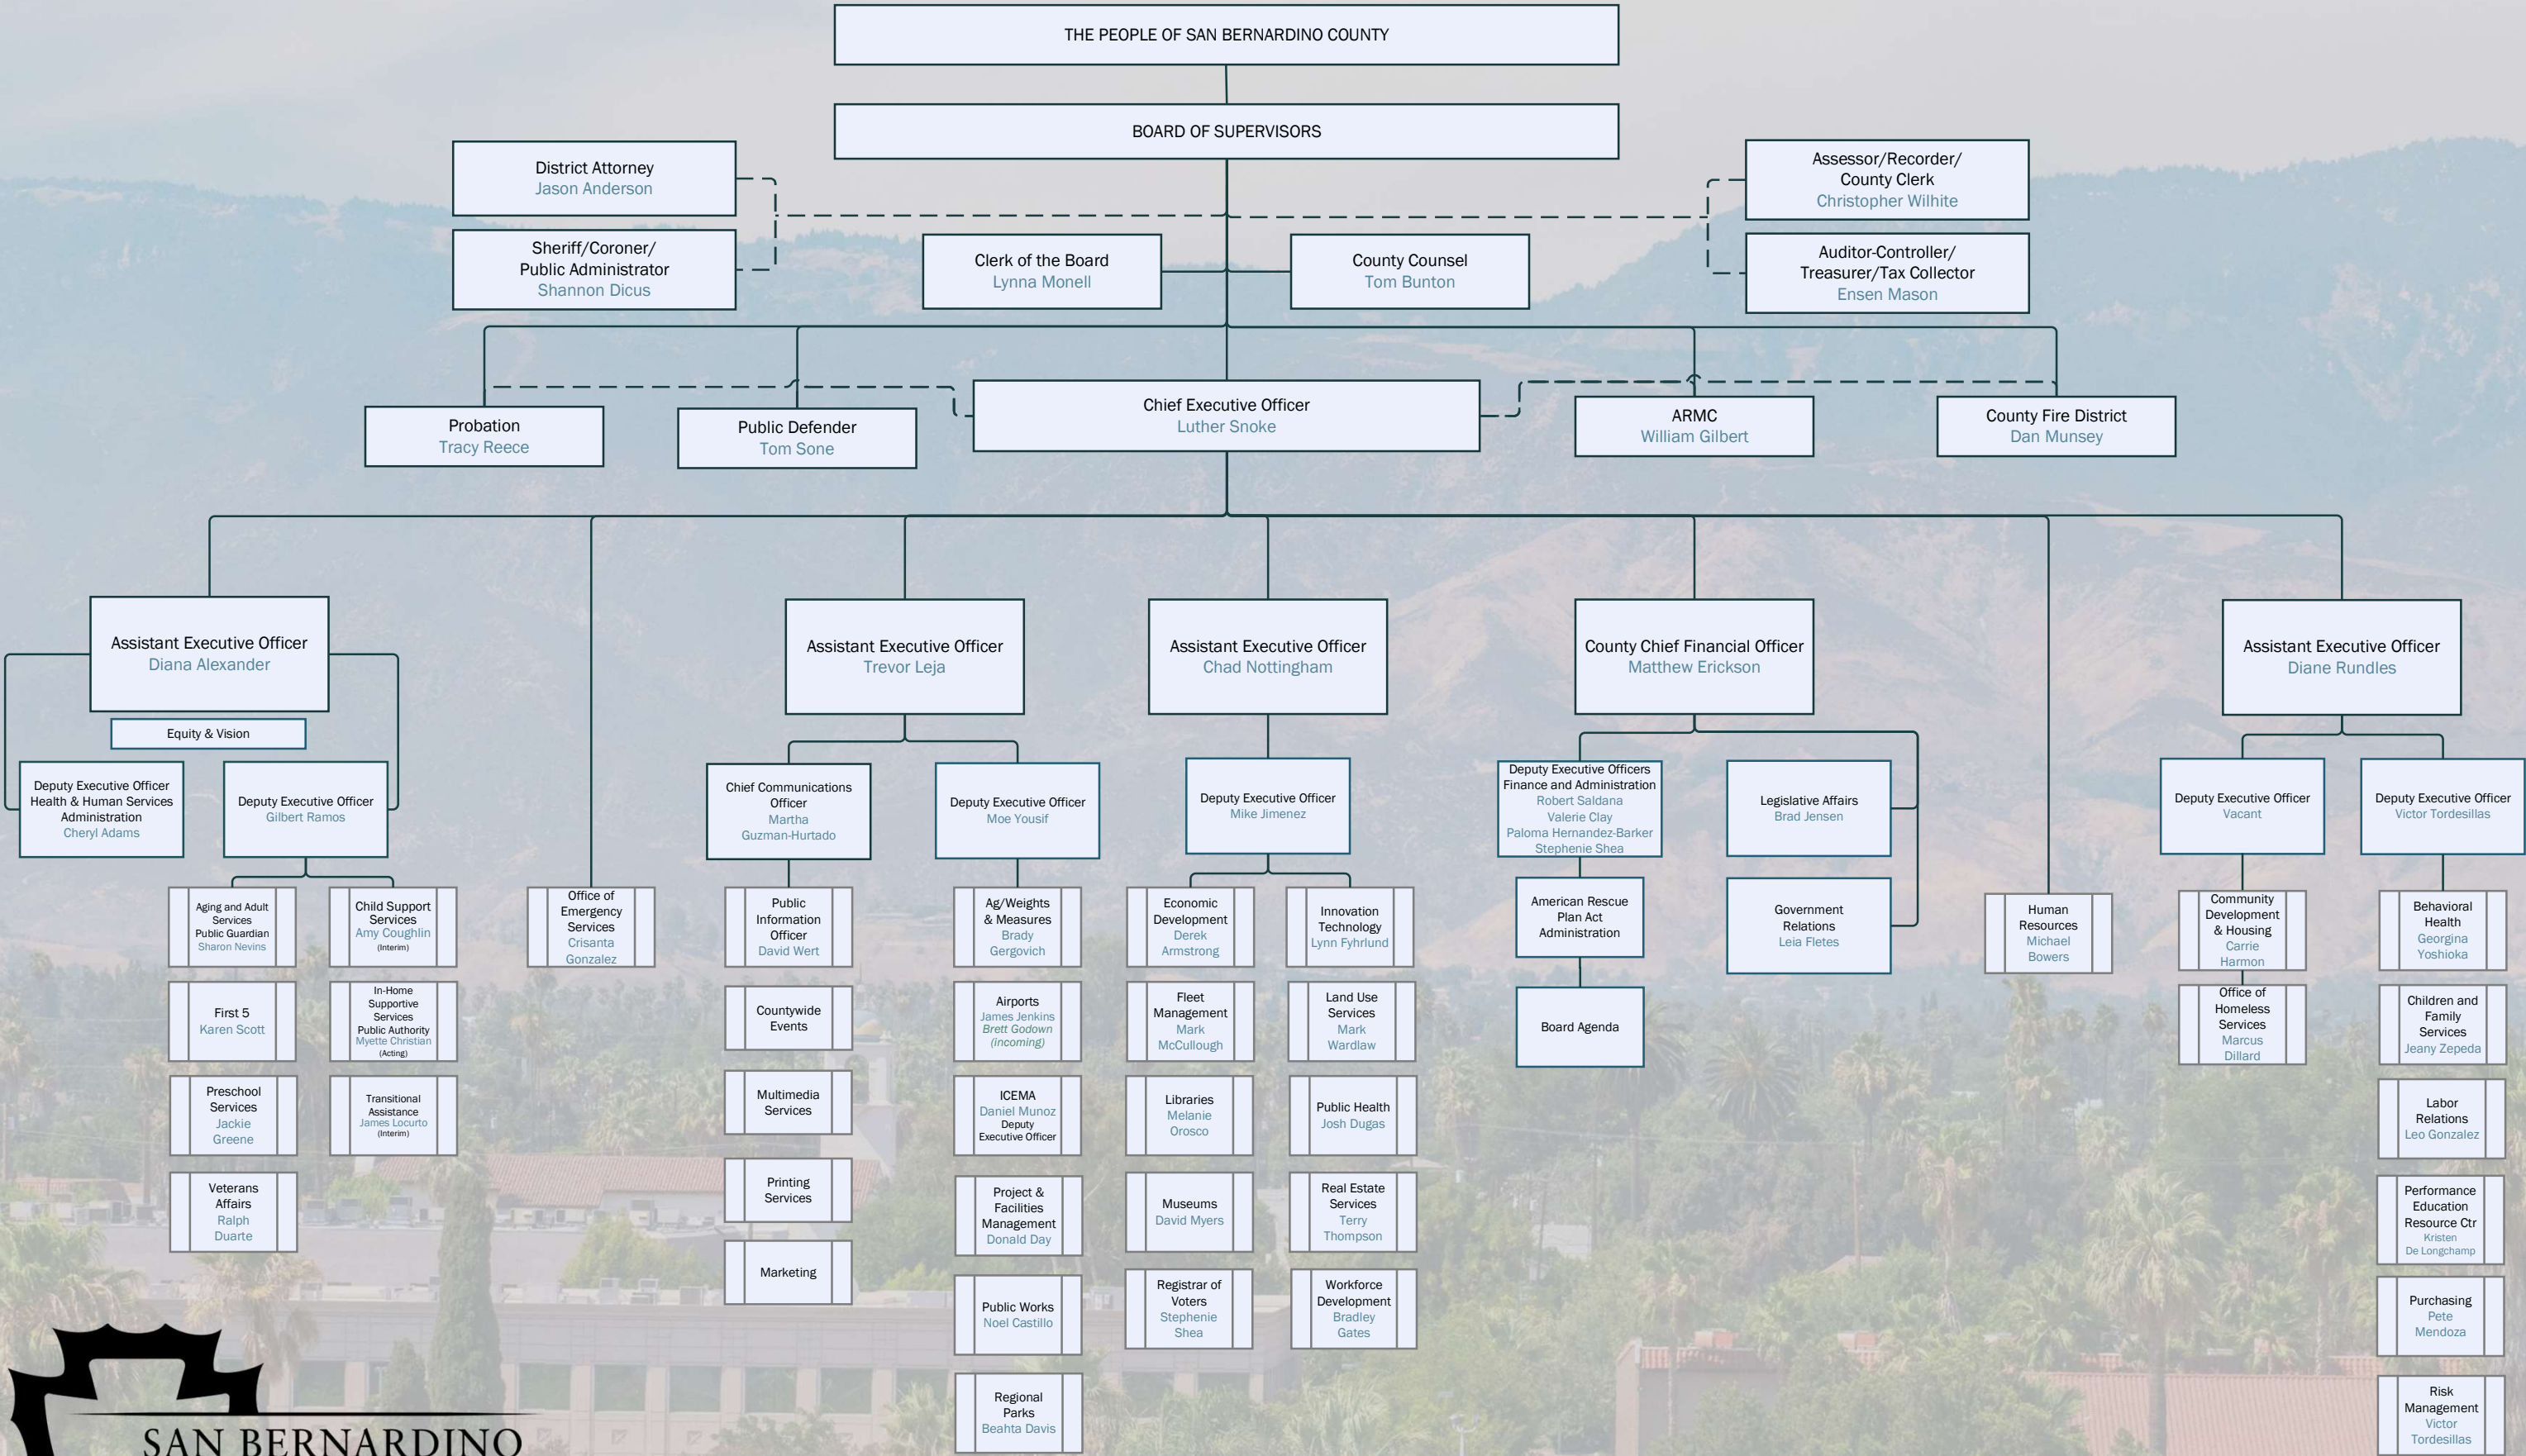 THE PEOPLE OF SAN BERNARDINO COUNTY
BOARD OF SUPERVISORS
District Attorney
Jason Anderson
Sheriff/Coroner/
Public Administrator
Shannon Dicus
Clerk of the Board
Lynna Monell
County Counsel
Tom Bunton
Assessor/Recorder/
County Clerk
Christopher Wilhite
Auditor-Controller/
Treasurer/Tax Collector
Ensen Mason
Probation
Tracy Reece
Public Defender
Tom Sone
Chief Executive Officer
Luther Snoke
ARMC
William Gilbert
County Fire District
Dan Munsey
Assistant Executive Officer
Diana Alexander
Equity & Vision
Deputy Executive Officer
Health & Human Services
Administration
Cheryl Adams
Deputy Executive Officer
Gilbert Ramos
Aging and Adult
Services
Public Guardian
Sharon Nevins
First 5
Karen Scott
Preschool
Services
Jackie
Greene
Veterans
Affairs
Ralph
Duarte
Child Support
Services
Amy Coughlin
(Interim)
In-Home
Supportive
Services
Public Authority
Myette Christian
(Acting)
Transitional
Assistance
James Locurto
(Interim)
Office of
Emergency
Services
Crisanta
Gonzalez
Assistant Executive Officer
Trevor Leja
Chief Communications
Officer
Martha
Guzman-Hurtado
Public
Information
Officer
David Wert
Countywide
Events
Multimedia
Services
Printing
Services
Marketing
Deputy Executive Officer
Moe Yousif
Ag/Weights
& Measures
Brady
Gergovich
Airports
James Jenkins
Brett Godown
(incoming)
ICEMA
Daniel Munoz
Deputy
Executive Officer
Project &
Facilities
Management
Donald Day
Public Works
Noel Castillo
Regional
Parks
Beahta Davis
Assistant Executive Officer
Chad Nottingham
Deputy Executive Officer
Mike Jimenez
Economic
Development
Derek
Armstrong
Fleet
Management
Mark
McCullough
Libraries
Melanie
Orosco
Museums
David Myers
Registrar of
Voters
Stephenie
Shea
Innovation
Technology
Lynn Fyhrlund
Land Use
Services
Mark
Wardlaw
Public Health
Josh Dugas
Real Estate
Services
Terry
Thompson
Workforce
Development
Bradley
Gates
County Chief Financial Officer
Matthew Erickson
Deputy Executive Officers
Finance and Administration
Robert Saldana
Valerie Clay
Paloma Hernandez-Barker
Stephenie Shea
American Rescue
Plan Act
Administration
Board Agenda
Legislative Affairs
Brad Jensen
Government
Relations
Leia Fletes
Human
Resources
Michael
Bowers
Assistant Executive Officer
Diane Rundles
Deputy Executive Officer
Vacant
Community
Development
& Housing
Carrie
Harmon
Office of
Homeless
Services
Marcus
Dillard
Deputy Executive Officer
Victor Tordesillas
Behavioral
Health
Georgina
Yoshioka
Children and
Family
Services
Jeany Zepeda
Labor
Relations
Leo Gonzalez
Performance
Education
Resource Ctr
Kristen
De Longchamp
Purchasing
Pete
Mendoza
Risk
Management
Victor
Tordesillas
SAN BERNARDINO